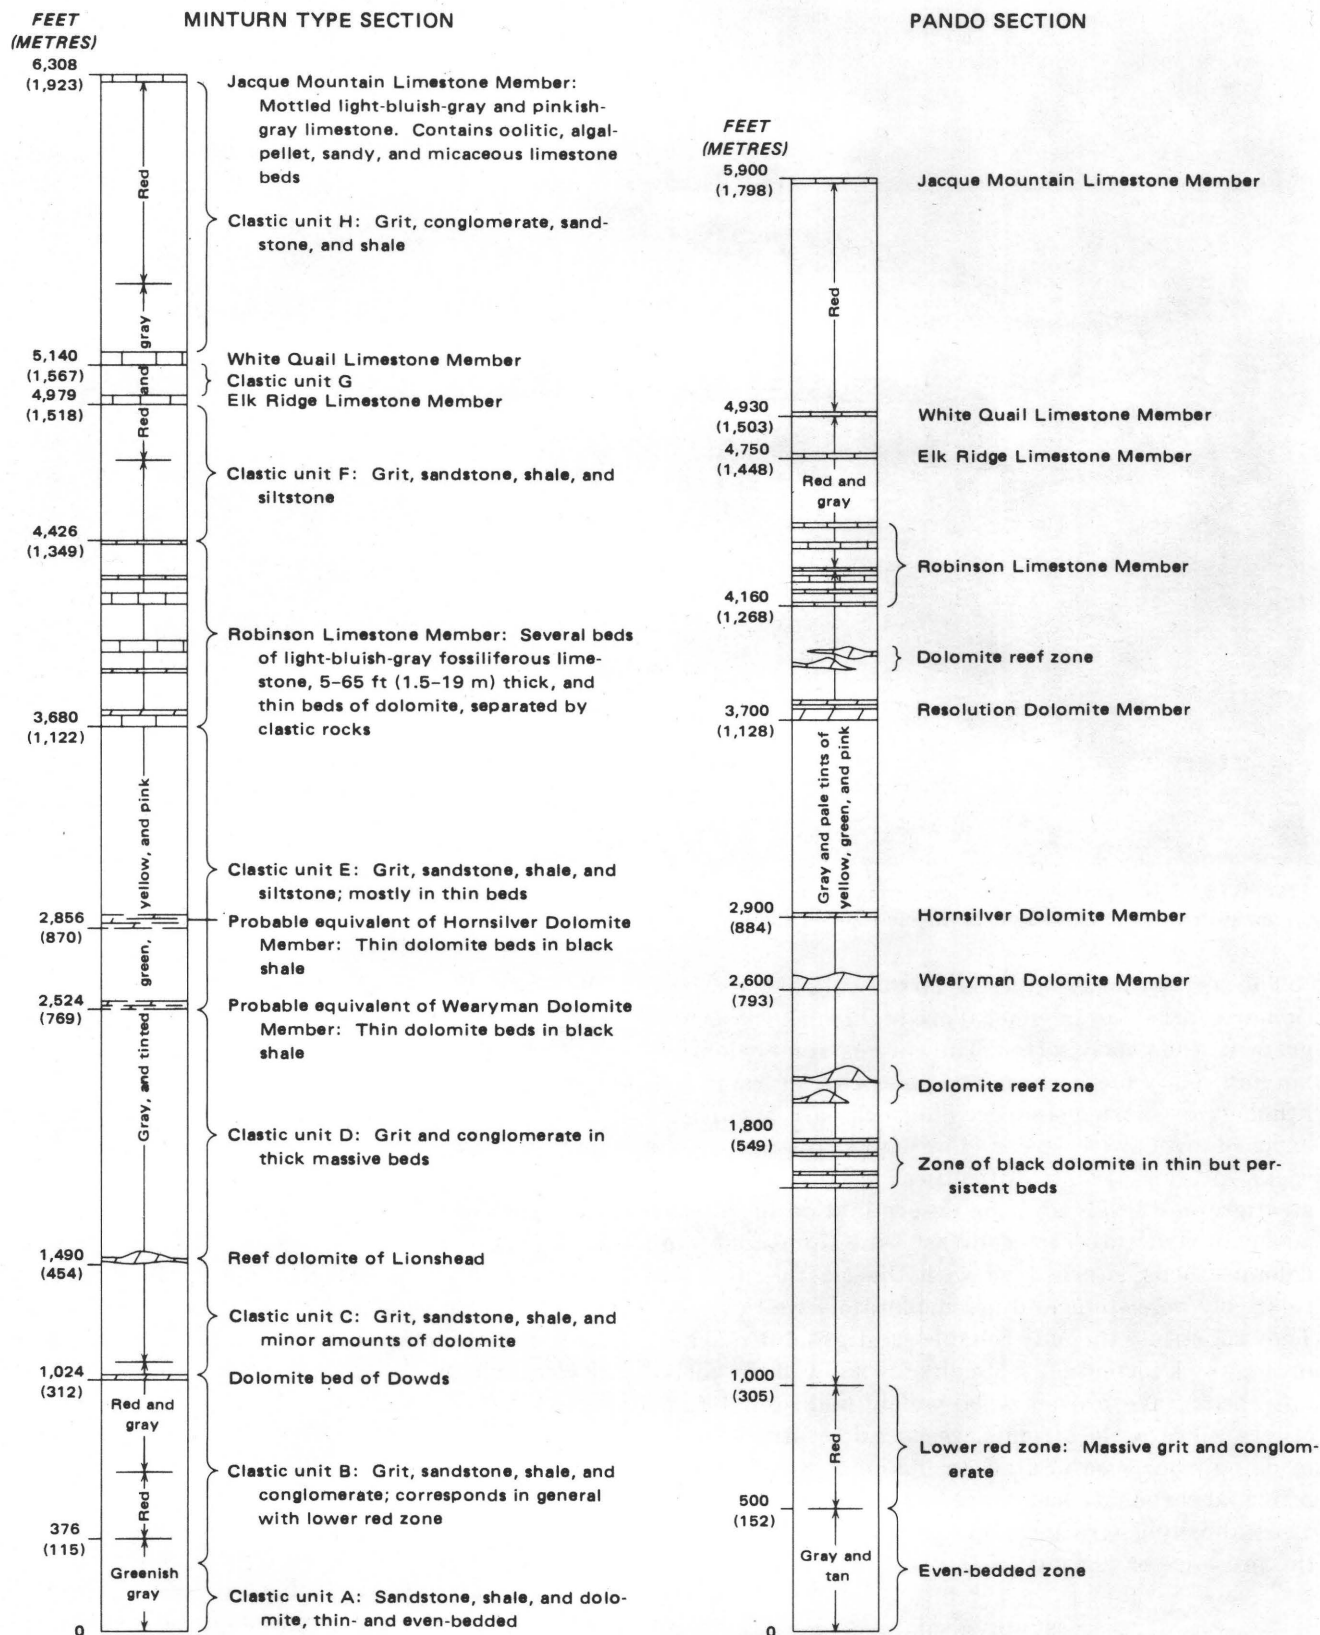 MINTURN TYPE SECTION
FEET
(METRES)
6,308
(1,923)
5,140
(1,567)
4,979
(1,518)
4,426
(1,349)
3,680
(1,122)
2,856
(870)
2,524
(769)
1,490
(454)
1,024
(312)
376
(115)
0
Red
Red and gray
Gray, and tinted green, yellow, and pink
Red and
gray
Red
Greenish
gray
Jacque Mountain Limestone Member:
Mottled light-bluish-gray and pinkish-
gray limestone. Contains oolitic, algal-
pellet, sandy, and micaceous limestone
beds
Clastic unit H: Grit, conglomerate, sand-
stone, and shale
White Quail Limestone Member
Clastic unit G
Elk Ridge Limestone Member
Clastic unit F: Grit, sandstone, shale, and
siltstone
Robinson Limestone Member: Several beds
of light-bluish-gray fossiliferous lime-
stone, 5–65 ft (1.5–19 m) thick, and
thin beds of dolomite, separated by
clastic rocks
Clastic unit E: Grit, sandstone, shale, and
siltstone; mostly in thin beds
Probable equivalent of Hornsilver Dolomite
Member: Thin dolomite beds in black
shale
Probable equivalent of Wearyman Dolomite
Member: Thin dolomite beds in black
shale
Clastic unit D: Grit and conglomerate in
thick massive beds
Reef dolomite of Lionshead
Clastic unit C: Grit, sandstone, shale, and
minor amounts of dolomite
Dolomite bed of Dowds
Clastic unit B: Grit, sandstone, shale, and
conglomerate; corresponds in general
with lower red zone
Clastic unit A: Sandstone, shale, and dolo-
mite, thin- and even-bedded
PANDO SECTION
FEET
(METRES)
5,900
(1,798)
4,930
(1,503)
4,750
(1,448)
4,160
(1,268)
3,700
(1,128)
2,900
(884)
2,600
(793)
1,800
(549)
1,000
(305)
500
(152)
0
Red
Red and
gray
Gray and pale tints of
yellow, green, and pink
Red
Gray and
tan
Jacque Mountain Limestone Member
White Quail Limestone Member
Elk Ridge Limestone Member
Robinson Limestone Member
Dolomite reef zone
Resolution Dolomite Member
Hornsilver Dolomite Member
Wearyman Dolomite Member
Dolomite reef zone
Zone of black dolomite in thin but per-
sistent beds
Lower red zone: Massive grit and conglom-
erate
Even-bedded zone